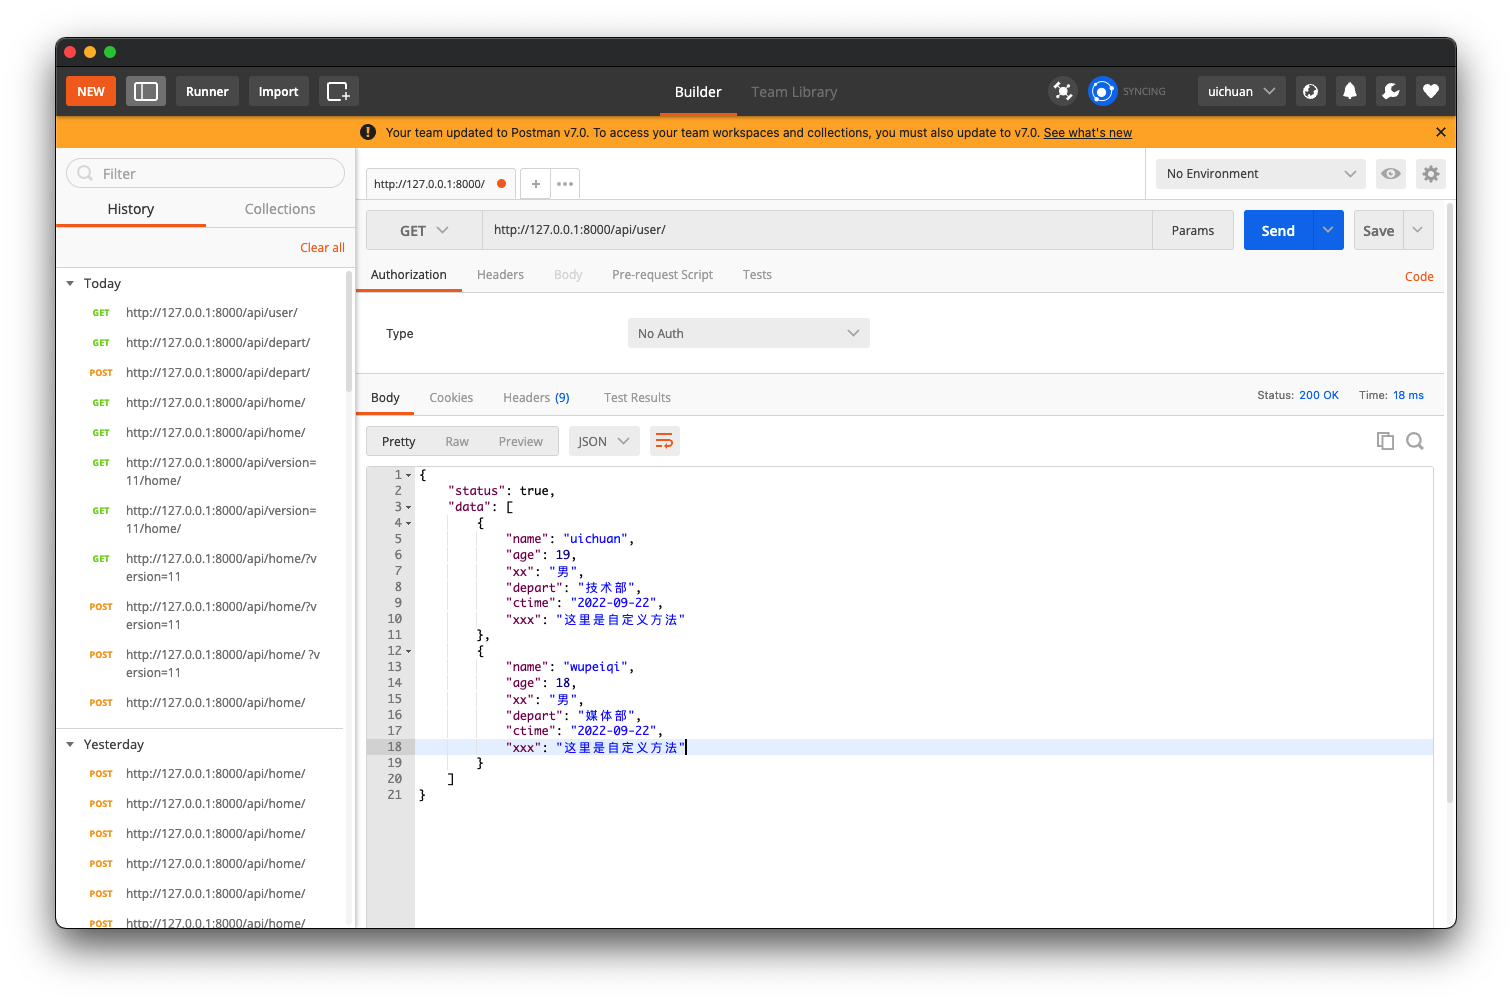 NEW
Runner
Import
Builder
Team Library
SYNCING
uichuan
Your team updated to Postman v7.0. To access your team workspaces and collections, you must also update to v7.0. See what's new
Filter
History
Collections
Clear all
Today
GET http://127.0.0.1:8000/api/user/
GET http://127.0.0.1:8000/api/depart/
POST http://127.0.0.1:8000/api/depart/
GET http://127.0.0.1:8000/api/home/
GET http://127.0.0.1:8000/api/home/
GET http://127.0.0.1:8000/api/version=
11/home/
GET http://127.0.0.1:8000/api/version=
11/home/
GET http://127.0.0.1:8000/api/home/?v
ersion=11
POST http://127.0.0.1:8000/api/home/?v
ersion=11
POST http://127.0.0.1:8000/api/home/ ?v
ersion=11
POST http://127.0.0.1:8000/api/home/
Yesterday
POST http://127.0.0.1:8000/api/home/
POST http://127.0.0.1:8000/api/home/
POST http://127.0.0.1:8000/api/home/
POST http://127.0.0.1:8000/api/home/
POST http://127.0.0.1:8000/api/home/
POST http://127.0.0.1:8000/api/home/
http://127.0.0.1:8000/
+
No Environment
GET
http://127.0.0.1:8000/api/user/
Params
Send
Save
Authorization
Headers
Body
Pre-request Script
Tests
Code
Type
No Auth
Body
Cookies
Headers (9)
Test Results
Status: 200 OK
Time: 18 ms
Pretty
Raw
Preview
JSON
1 {
2 "status": true,
3 "data": [
4 {
5 "name": "uichuan",
6 "age": 19,
7 "xx": "男",
8 "depart": "技术部",
9 "ctime": "2022-09-22",
10 "xxx": "这里是自定义方法"
11 },
12 {
13 "name": "wupeiqi",
14 "age": 18,
15 "xx": "男",
16 "depart": "媒体部",
17 "ctime": "2022-09-22",
18 "xxx": "这里是自定义方法"
19 }
20 ]
21 }